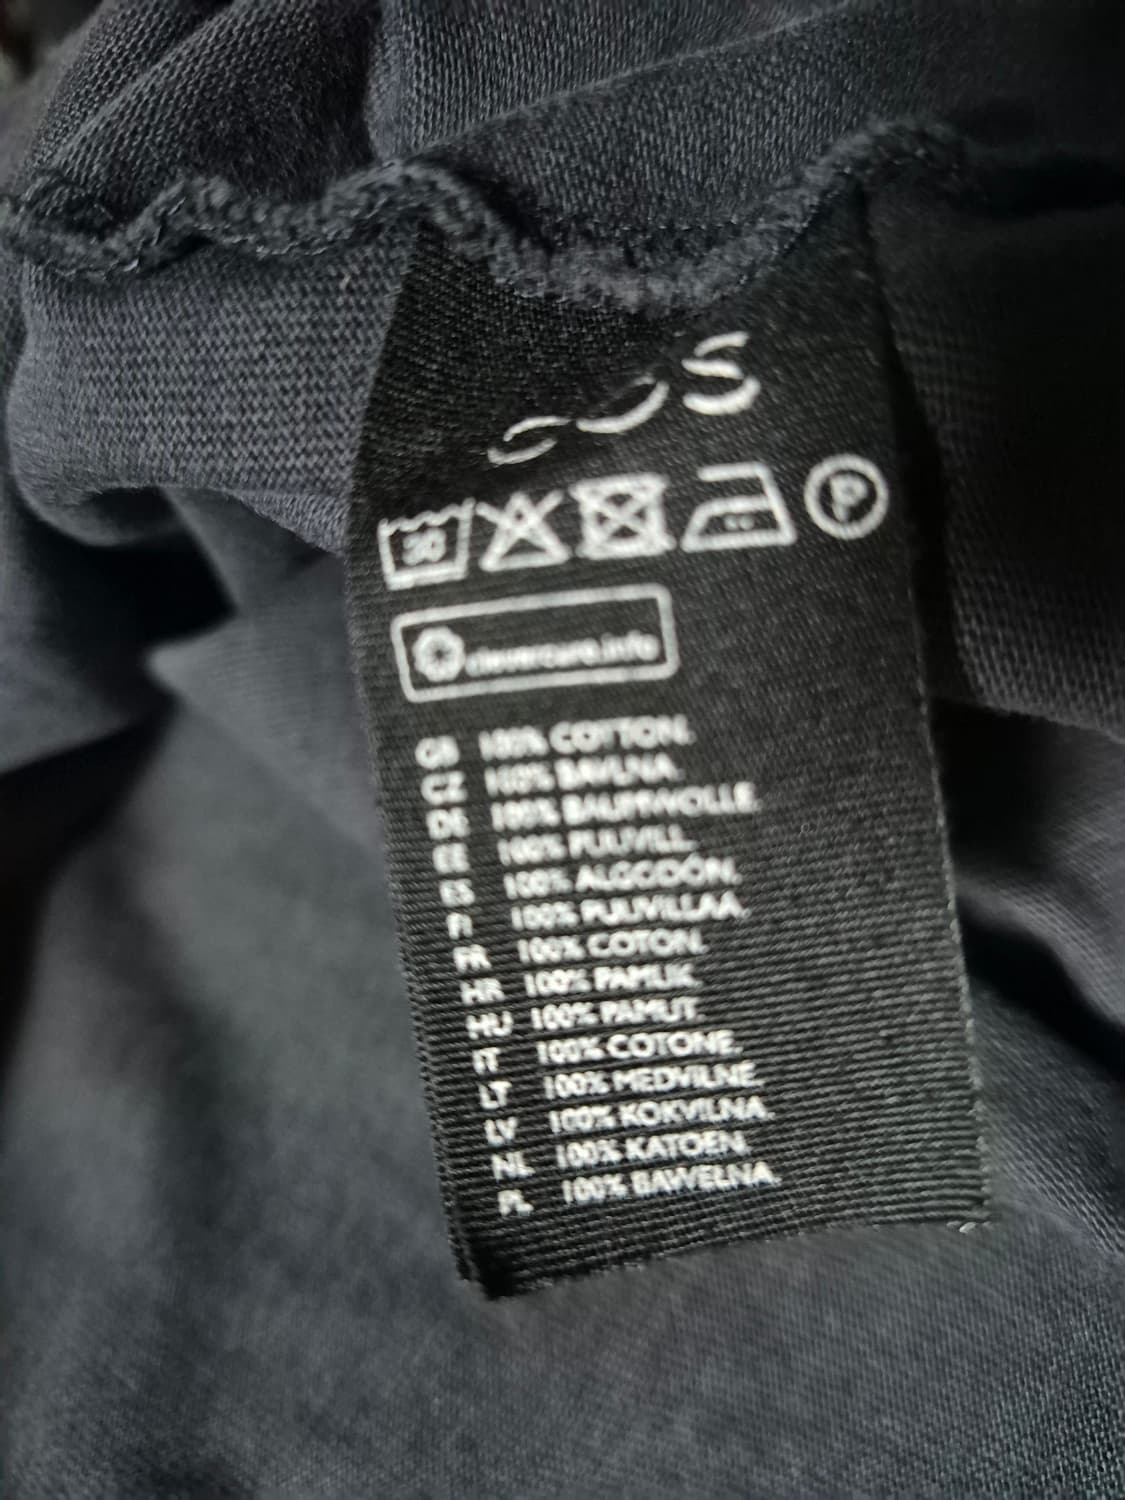 COS
30
P
clevercare.info
GB 100% COTTON.
CZ 100% BAVLNA.
DE 100% BAUMWOLLE.
EE 100% PUUVILL.
ES 100% ALGODÓN.
FI 100% PUUVILLAA.
FR 100% COTON.
HR 100% PAMUK.
HU 100% PAMUT.
IT 100% COTONE.
LT 100% MEDVILNĖ.
LV 100% KOKVILNA.
NL 100% KATOEN.
PL 100% BAWEŁNA.